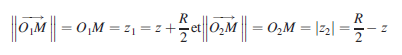 ‖O₁M⃗‖ = O₁M = z₁ = z + R/2 et ‖O₂M⃗‖ = O₂M = |z₂| = R/2 − z